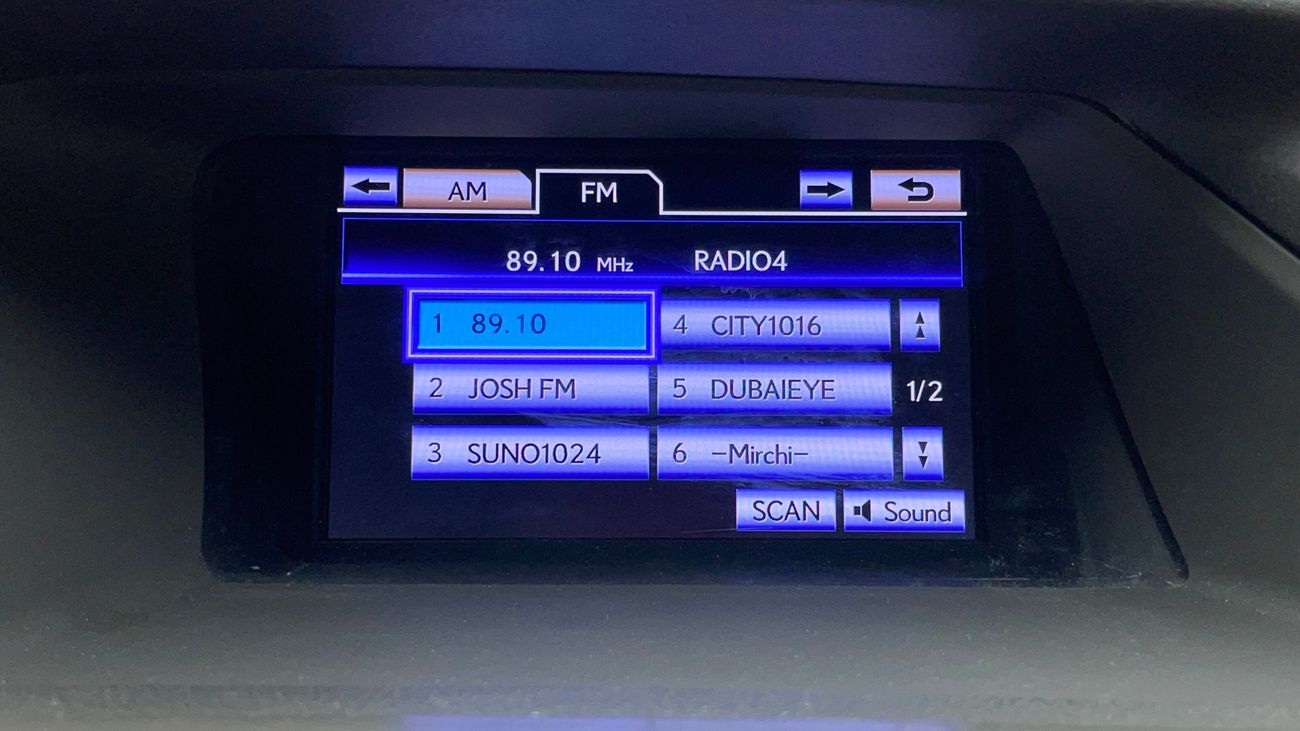 AM FM
89.10 MHz RADIO4
1 89.10 4 CITY1016
2 JOSH FM 5 DUBAIEYE 1/2
3 SUNO1024 6 -Mirchi-
SCAN Sound